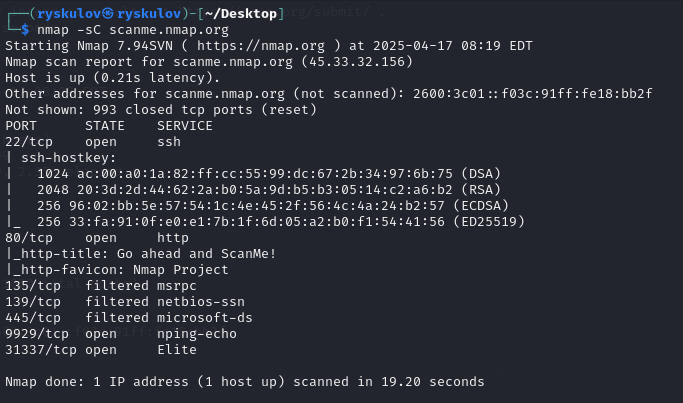 ┌──(ryskulov㉿ryskulov)-[~/Desktop]
└─$ nmap -sC scanme.nmap.org
Starting Nmap 7.94SVN ( https://nmap.org ) at 2025-04-17 08:19 EDT
Nmap scan report for scanme.nmap.org (45.33.32.156)
Host is up (0.21s latency).
Other addresses for scanme.nmap.org (not scanned): 2600:3c01::f03c:91ff:fe18:bb2f
Not shown: 993 closed tcp ports (reset)
PORT      STATE    SERVICE
22/tcp    open     ssh
| ssh-hostkey:
|   1024 ac:00:a0:1a:82:ff:cc:55:99:dc:67:2b:34:97:6b:75 (DSA)
|   2048 20:3d:2d:44:62:2a:b0:5a:9d:b5:b3:05:14:c2:a6:b2 (RSA)
|   256 96:02:bb:5e:57:54:1c:4e:45:2f:56:4c:4a:24:b2:57 (ECDSA)
|_  256 33:fa:91:0f:e0:e1:7b:1f:6d:05:a2:b0:f1:54:41:56 (ED25519)
80/tcp    open     http
|_http-title: Go ahead and ScanMe!
|_http-favicon: Nmap Project
135/tcp   filtered msrpc
139/tcp   filtered netbios-ssn
445/tcp   filtered microsoft-ds
9929/tcp  open     nping-echo
31337/tcp open     Elite

Nmap done: 1 IP address (1 host up) scanned in 19.20 seconds